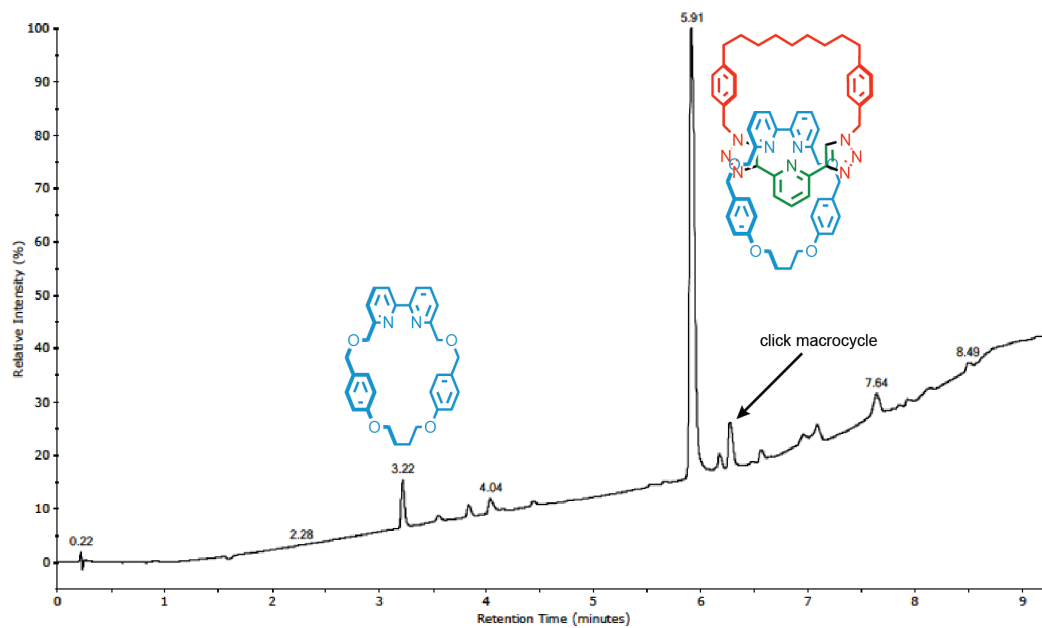 5.91
100
90
80
70
60
50
40
30
20
10
0
Relative Intensity (%)
N
N
N
N
N
N
N
N
N
O
O
O
O
N
N
O
O
O
O
click macrocycle
0.22
2.28
3.22
4.04
7.64
8.49
0
1
2
3
4
5
6
7
8
9
Retention Time (minutes)